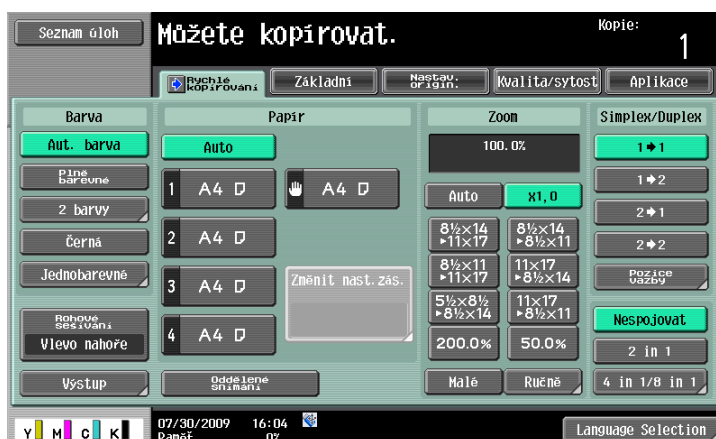 Seznam úloh
Můžete kopírovat.
Kopie:
1
Rychlé
kopírování
Základní
Nastav.
origin.
Kvalita/sytost
Aplikace
Barva
Papír
Zoom
Simplex/Duplex
Aut. barva
Auto
100.0%
1➧1
Plně
barevné
1 A4
A4
Auto
x1,0
1➧2
2 barvy
8½×14
▸11×17
8½×14
▸8½×11
2➧1
Černá
2 A4
2➧2
Jednobarevné
3 A4
Změnit nast.zás.
8½×11
▸11×17
11×17
▸8½×14
Pozice
vazby
Rohové
sešívání
Vlevo nahoře
4 A4
5½×8½
▸8½×14
11×17
▸8½×11
Nespojovat
200.0%
50.0%
2 in 1
Výstup
Oddělené
snímání
Malé
Ručně
4 in 1/8 in 1
Y M C K
07/30/2009 16:04
Paměť 0%
Language Selection